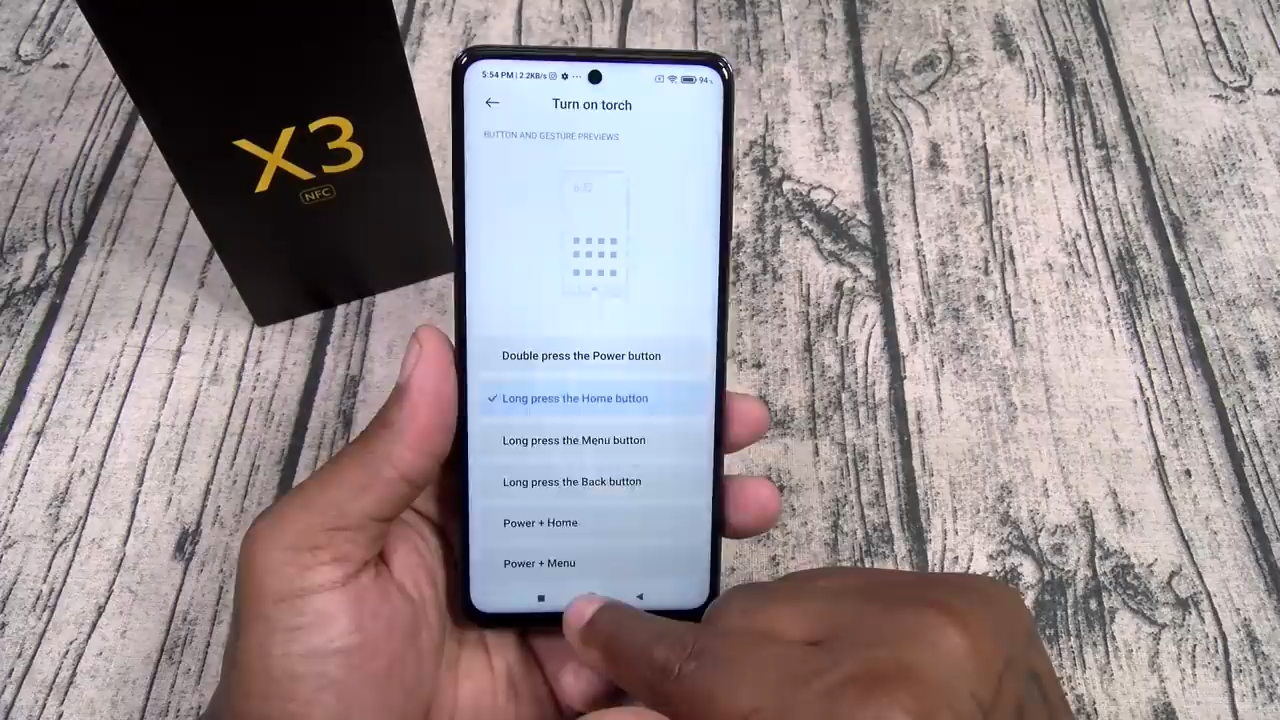 X3
NFC
5:54 PM | 2.2KB/s
94
Turn on torch
BUTTON AND GESTURE PREVIEWS
Double press the Power button
Long press the Home button
Long press the Menu button
Long press the Back button
Power + Home
Power + Menu